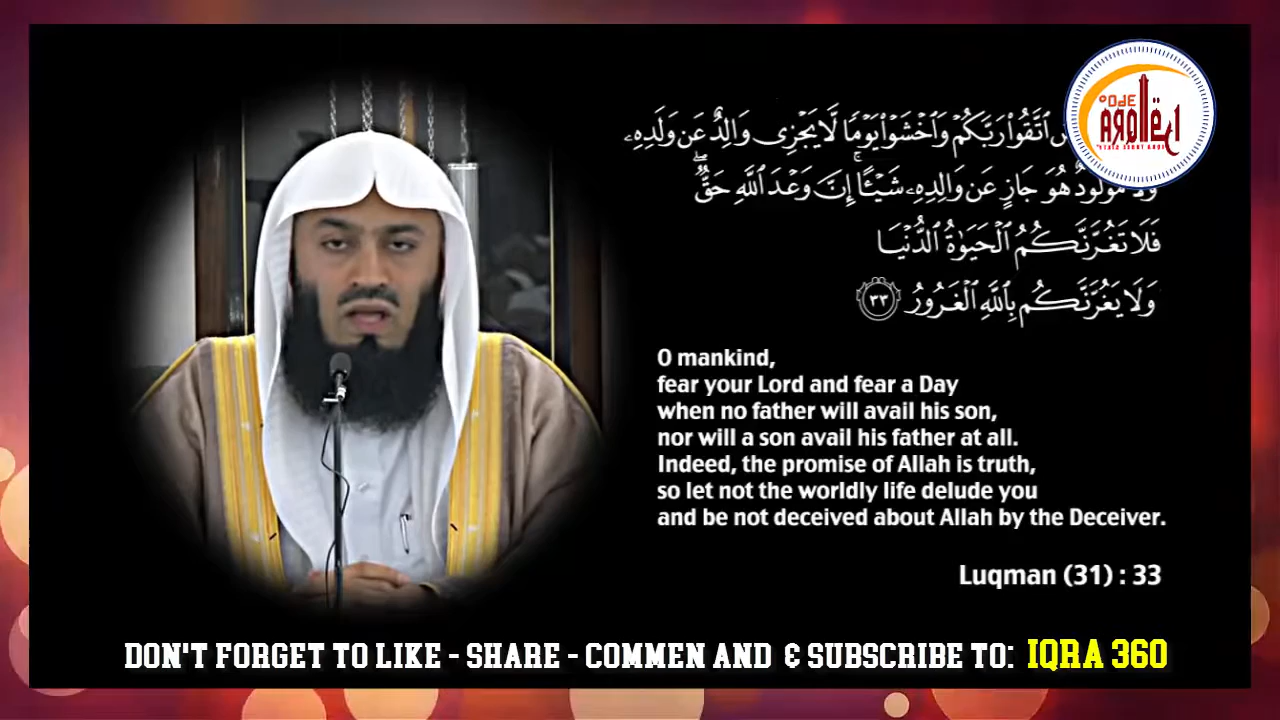 ٱتَّقُوا۟ رَبَّكُمْ وَٱخْشَوْا۟ يَوْمًا لَّا يَجْزِى وَالِدٌ عَن وَلَدِهِۦ
وَلَا مَوْلُودٌ هُوَ جَازٍ عَن وَالِدِهِۦ شَيْـًٔا ۚ إِنَّ وَعْدَ ٱللَّهِ حَقٌّ ۖ
فَلَا تَغُرَّنَّكُمُ ٱلْحَيَوٰةُ ٱلدُّنْيَا
وَلَا يَغُرَّنَّكُم بِٱللَّهِ ٱلْغَرُورُ ٣٣
O mankind,
fear your Lord and fear a Day
when no father will avail his son,
nor will a son avail his father at all.
Indeed, the promise of Allah is truth,
so let not the worldly life delude you
and be not deceived about Allah by the Deceiver.
Luqman (31) : 33
DON'T FORGET TO LIKE - SHARE - COMMEN AND & SUBSCRIBE TO: IQRA 360